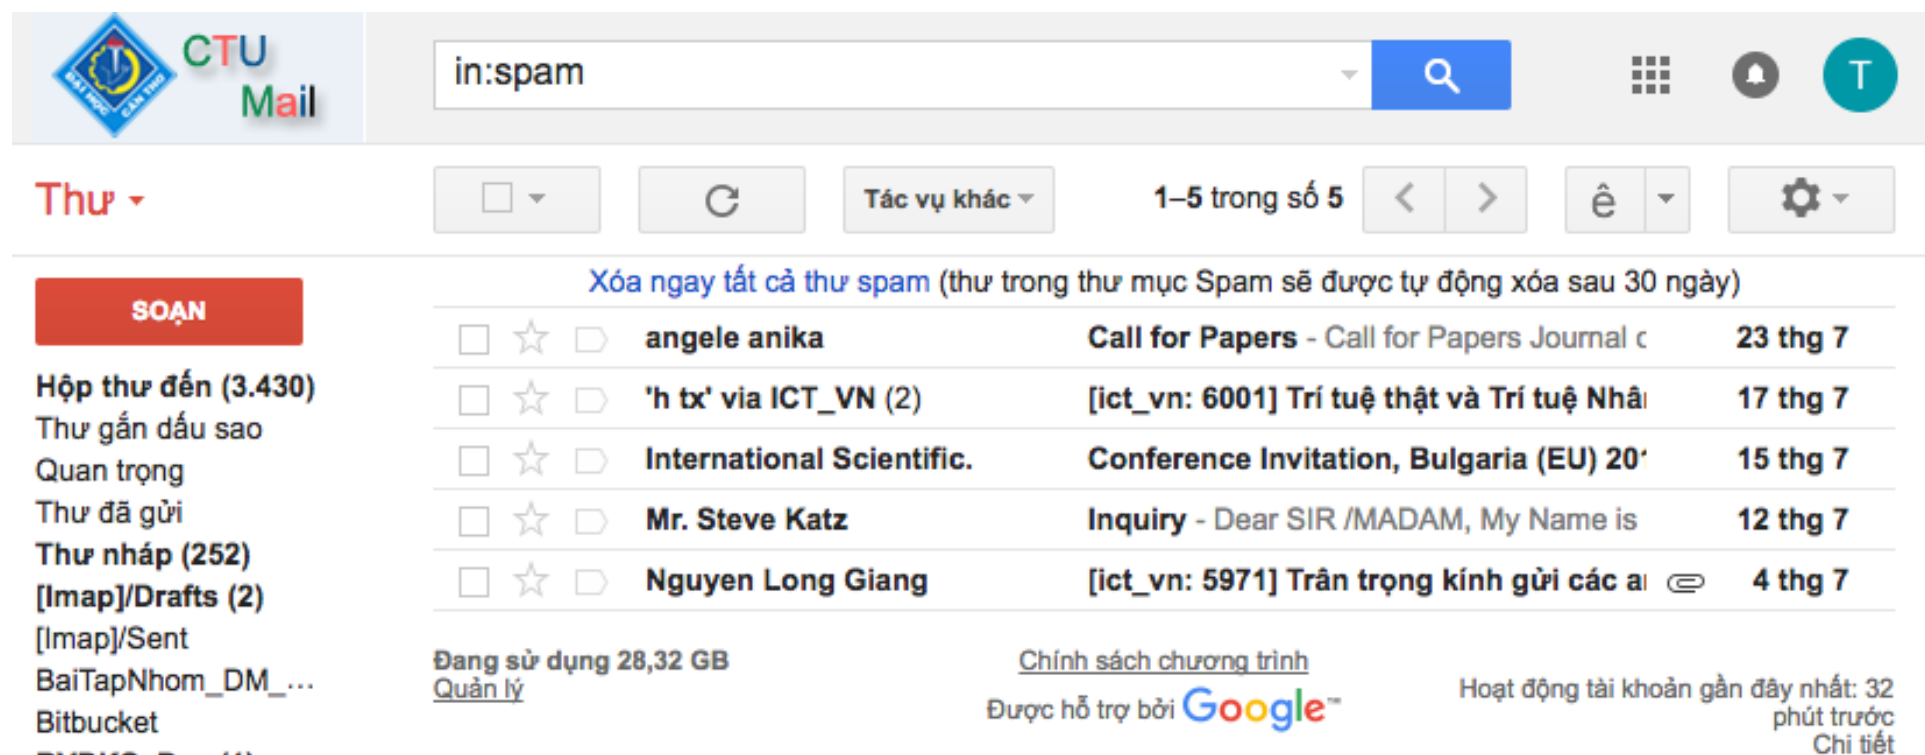 CTU
Mail
ĐẠI HỌC CẦN THƠ
in:spam
T
Thư
Tác vụ khác
1–5 trong số 5
ê
SOẠN
Xóa ngay tất cả thư spam (thư trong thư mục Spam sẽ được tự động xóa sau 30 ngày)
angele anika Call for Papers - Call for Papers Journal 23 thg 7
'h tx' via ICT_VN (2) [ict_vn: 6001] Trí tuệ thật và Trí tuệ 17 thg 7
International Scientific. Conference Invitation, Bulgaria (EU) 15 thg 7
Mr. Steve Katz Inquiry - Dear SIR /MADAM, My Name is 12 thg 7
Nguyen Long Giang [ict_vn: 5971] Trân trọng kính gửi các 4 thg 7
Hộp thư đến (3.430)
Thư gắn dấu sao
Quan trọng
Thư đã gửi
Thư nháp (252)
[Imap]/Drafts (2)
[Imap]/Sent
BaiTapNhom_DM_...
Bitbucket
Đang sử dụng 28,32 GB
Quản lý
Chính sách chương trình
Được hỗ trợ bởi Google™
Hoạt động tài khoản gần đây nhất: 32
phút trước
Chi tiết